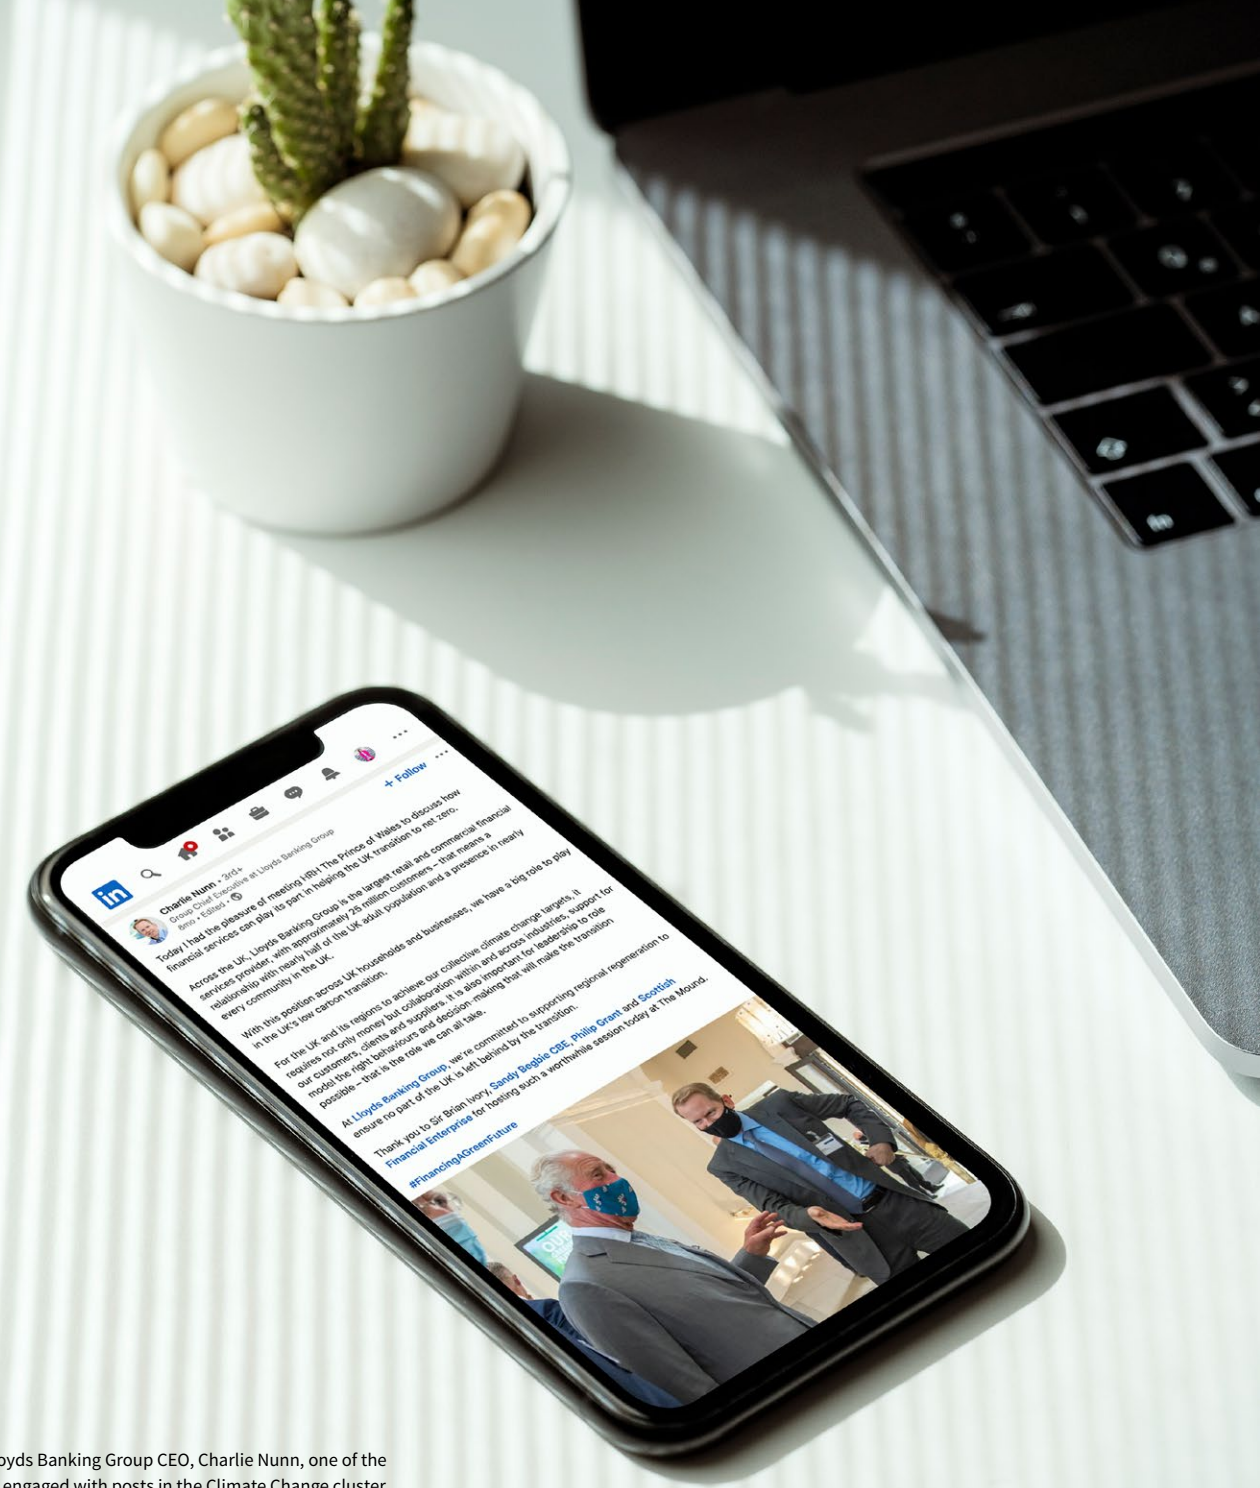 in
+ Follow
Charlie Nunn • 3rd+
Group Chief Executive at Lloyds Banking Group
8mo • Edited •
Today I had the pleasure of meeting HRH The Prince of Wales to discuss how
financial services can play its part in helping the UK transition to net zero.
Across the UK, Lloyds Banking Group is the largest retail and commercial financial
services provider, with approximately 25 million customers – that means a
relationship with nearly half of the UK adult population and a presence in nearly
every community in the UK.
With this position across UK households and businesses, we have a big role to play
in the UK's low carbon transition.
For the UK and its regions to achieve our collective climate change targets, it
requires not only money but collaboration within and across industries, support for
our customers, clients and suppliers. It is also important for leadership to role
model the right behaviours and decision-making that will make the transition
possible – that is the role we can all take.
At Lloyds Banking Group, we're committed to supporting regional regeneration to
ensure no part of the UK is left behind by the transition.
Thank you to Sir Brian Ivory, Sandy Begbie CBE, Philip Grant and Scottish
Financial Enterprise for hosting such a worthwhile session today at The Mound.
#FinancingAGreenFuture
OUR
fn
oyds Banking Group CEO, Charlie Nunn, one of the
engaged with posts in the Climate Change cluster